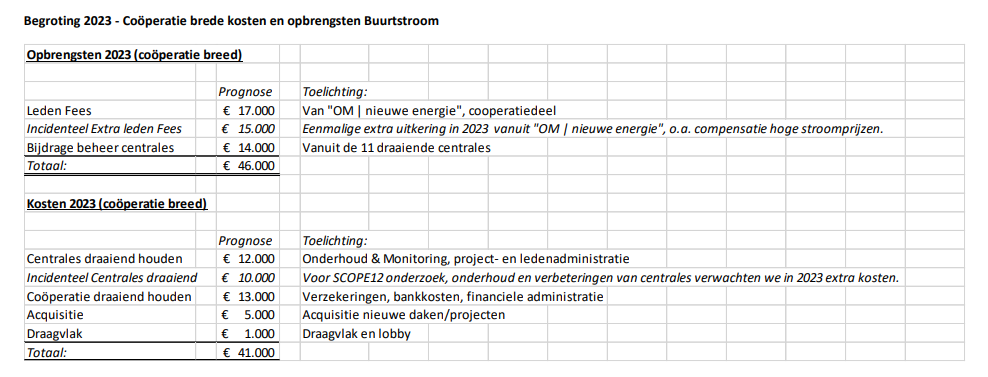 Begroting 2023 - Coöperatie brede kosten en opbrengsten Buurtstroom
Opbrengsten 2023 (coöperatie breed)
Prognose Toelichting:
Leden Fees € 17.000 Van "OM | nieuwe energie", cooperatiedeel
Incidenteel Extra leden Fees € 15.000 Eenmalige extra uitkering in 2023 vanuit "OM | nieuwe energie", o.a. compensatie hoge stroomprijzen.
Bijdrage beheer centrales € 14.000 Vanuit de 11 draaiende centrales
Totaal: € 46.000
Kosten 2023 (coöperatie breed)
Prognose Toelichting:
Centrales draaiend houden € 12.000 Onderhoud & Monitoring, project- en ledenadministratie
Incidenteel Centrales draaiend € 10.000 Voor SCOPE12 onderzoek, onderhoud en verbeteringen van centrales verwachten we in 2023 extra kosten.
Coöperatie draaiend houden € 13.000 Verzekeringen, bankkosten, financiele administratie
Acquisitie € 5.000 Acquisitie nieuwe daken/projecten
Draagvlak € 1.000 Draagvlak en lobby
Totaal: € 41.000